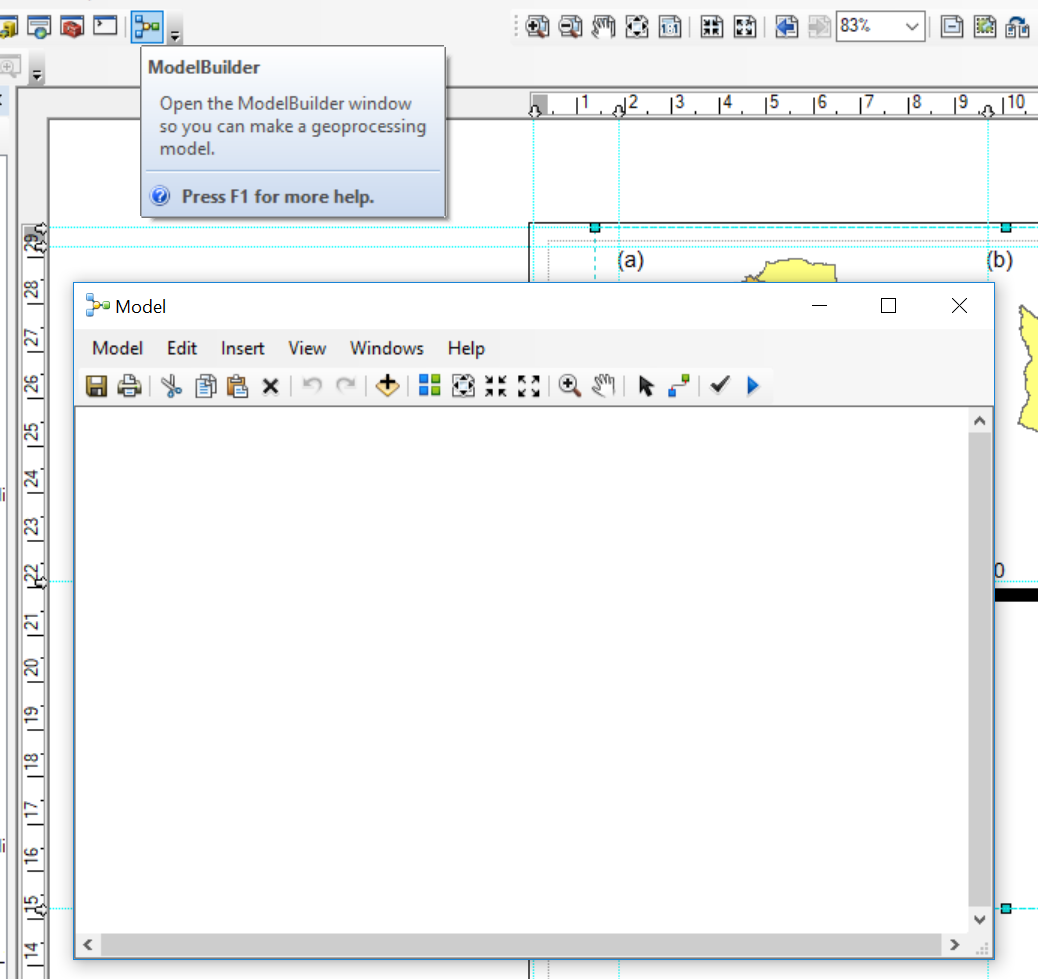 83%
1:1
ModelBuilder
Open the ModelBuilder window
so you can make a geoprocessing
model.
Press F1 for more help.
1 2 3 4 5 6 7 8 9 10
(a)
(b)
29
28
27
26
25
24
23
22
21
20
19
18
17
16
15
14
Model
Model Edit Insert View Windows Help
0